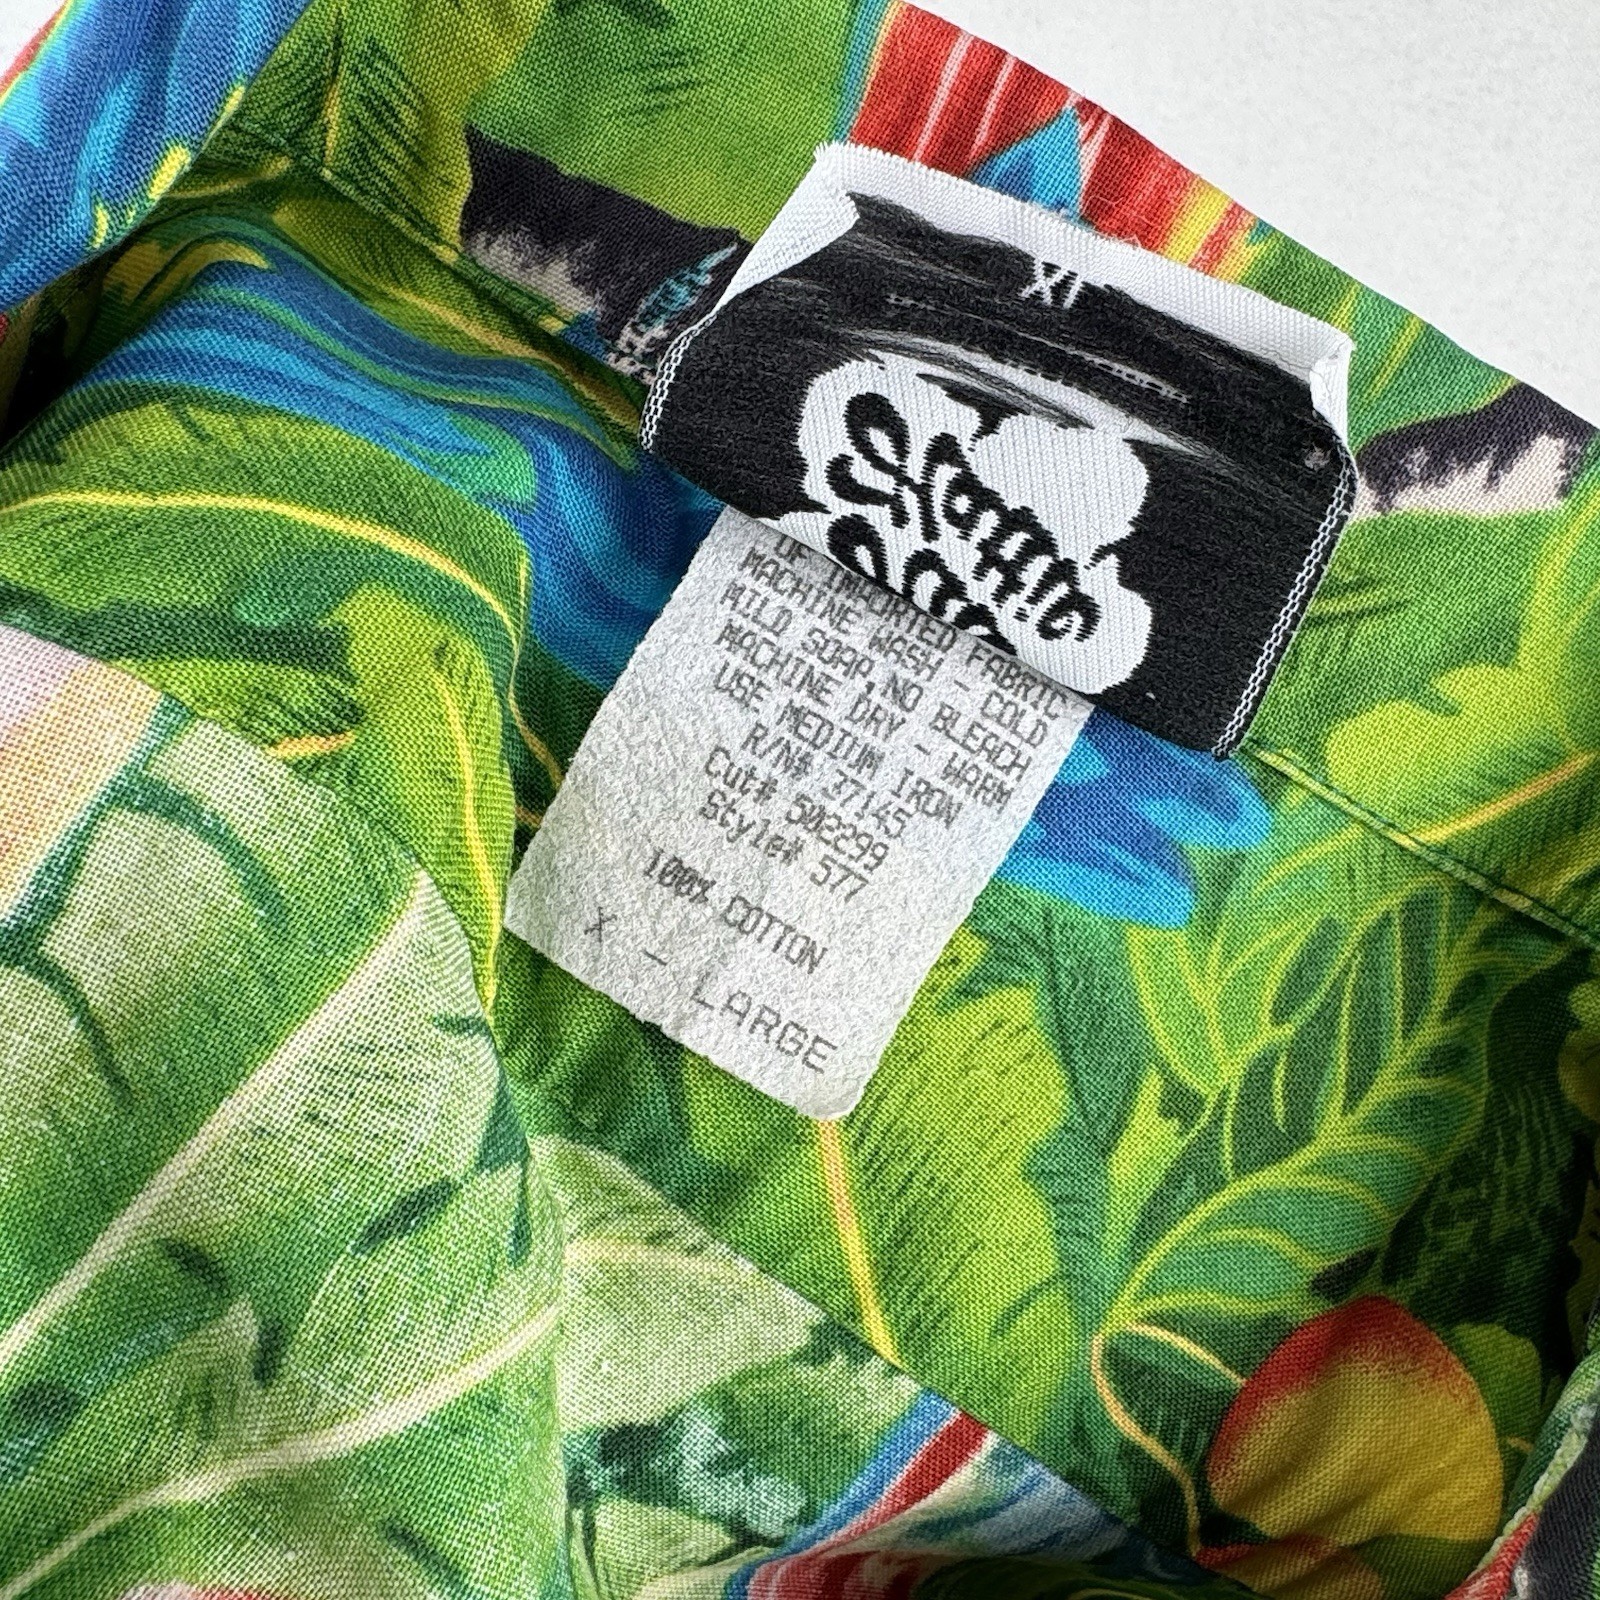 XL
OF IMPORTED FABRIC
MACHINE WASH - COLD
MILD SOAP, NO BLEACH
MACHINE DRY - WARM
USE MEDIUM IRON
R/N# 37145
Cut# 502299
Style# 577
100% COTTON
X - LARGE